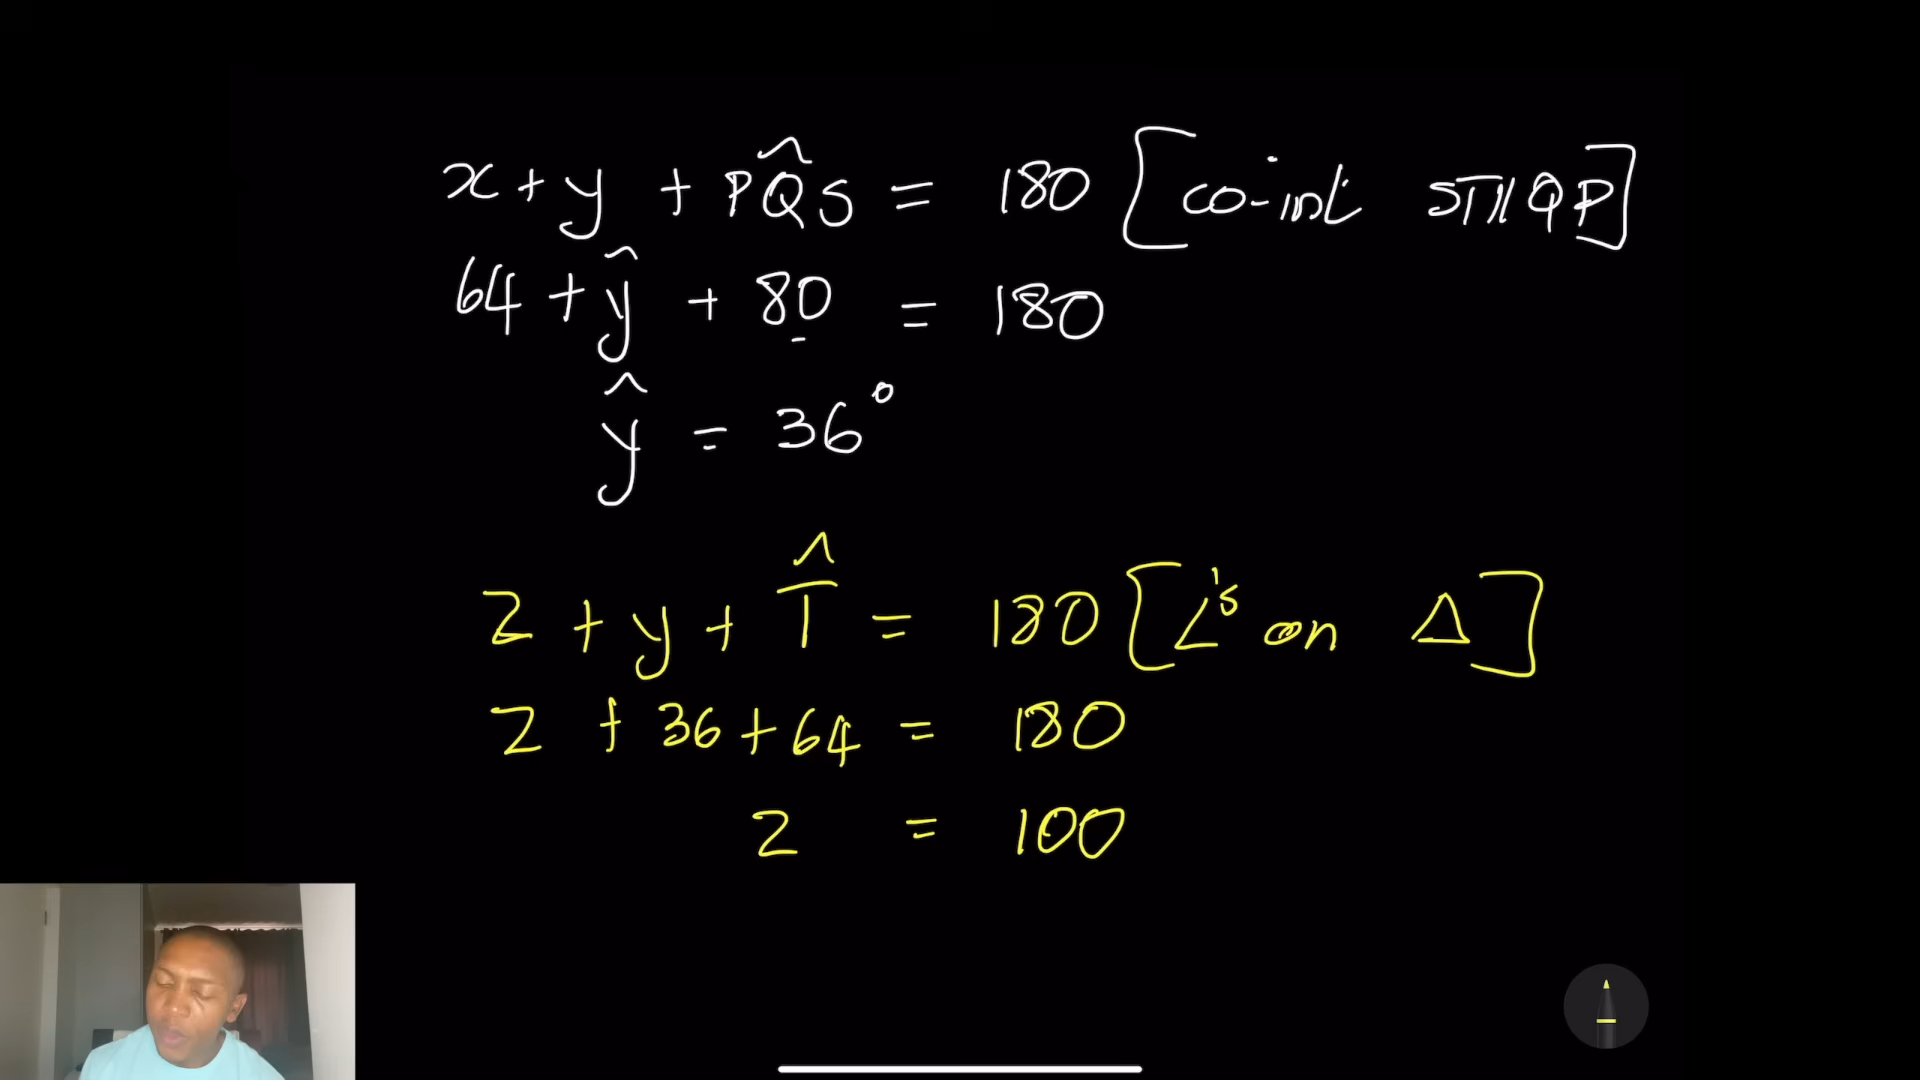 x + y + PQ̂S = 180 [co-int ST∥QP]
64 + ŷ + 80 = 180
ŷ = 36°
z + y + T̂ = 180 [∠'s on Δ]
z + 36 + 64 = 180
z = 100